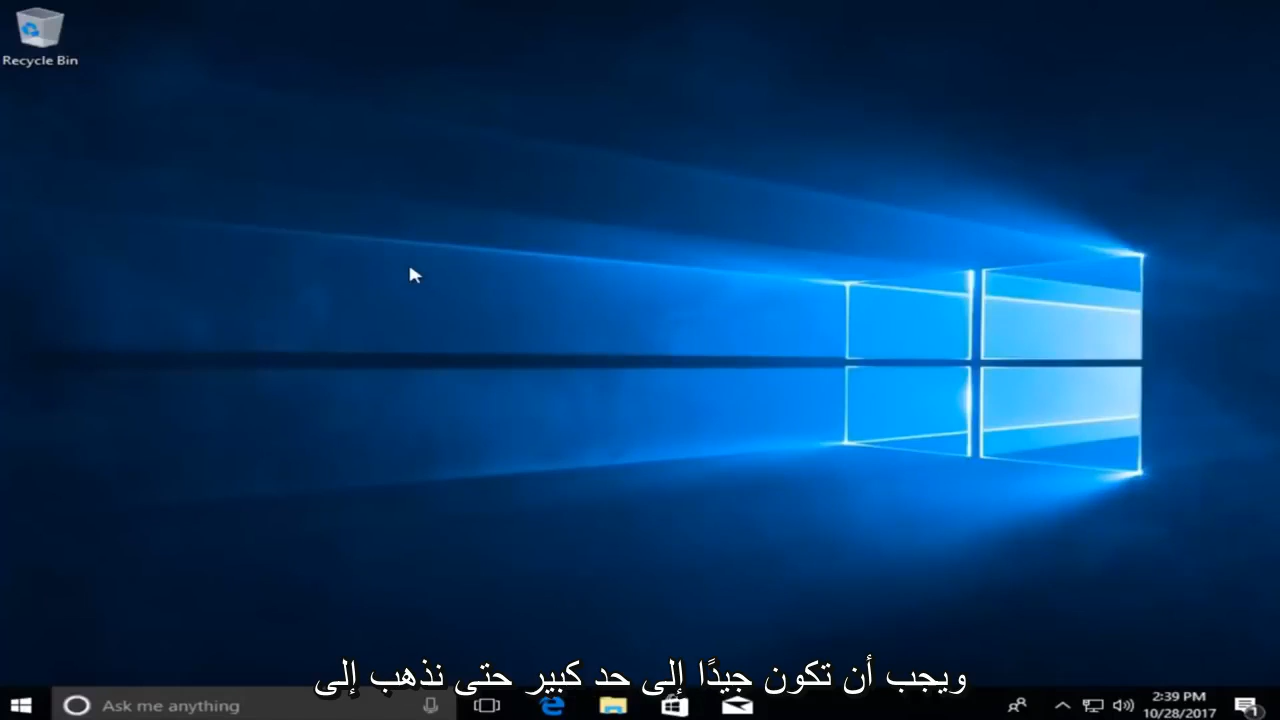 Recycle Bin
ويجب أن تكون جيدًا إلى حد كبير حتى نذهب إلى
Ask me anything
2:39 PM
10/28/2017
1